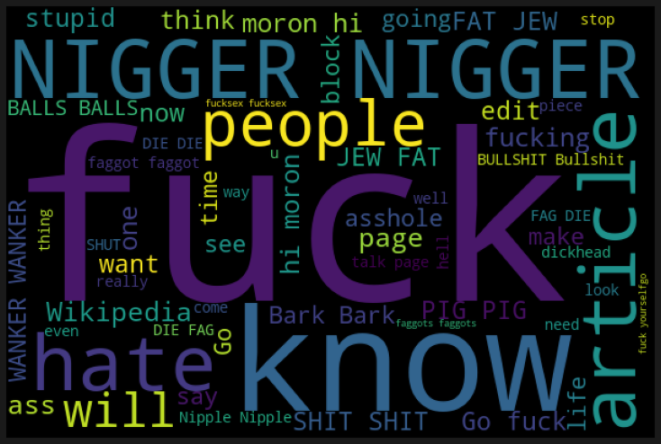 stupid
think
moron hi
going
FAT JEW
stop
NIGGER NIGGER
block
BALLS BALLS
now
fucksex fucksex
people
edit
piece
fucking
DIE DIE
faggot faggot
u
JEW FAT
BULLSHIT Bullshit
fuck
article
time
way
hi moron
well
asshole
FAG DIE
WANKER WANKER
thing
one
SHUT
see
page
hell
make
dickhead
want
talk page
really
look
fuck yourselfgo
Wikipedia
come
Bark Bark
PIG PIG
even
DIE FAG
Go
faggots faggots
need
hate
know
life
ass
will
say
Nipple Nipple
SHIT SHIT
Go fuck